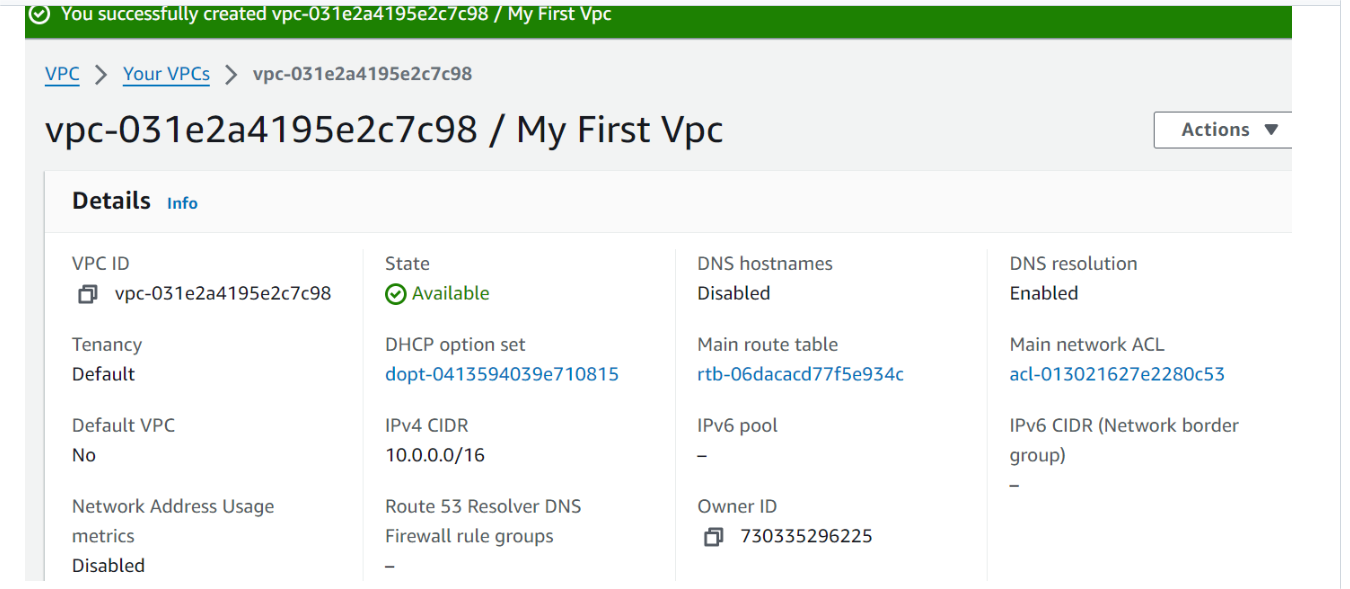 You successfully created vpc-031e2a4195e2c7c98 / My First Vpc
VPC > Your VPCs > vpc-031e2a4195e2c7c98
vpc-031e2a4195e2c7c98 / My First Vpc
Actions ▼
Details Info
VPC ID
vpc-031e2a4195e2c7c98
State
Available
DNS hostnames
Disabled
DNS resolution
Enabled
Tenancy
Default
DHCP option set
dopt-0413594039e710815
Main route table
rtb-06dacacd77f5e934c
Main network ACL
acl-013021627e2280c53
Default VPC
No
IPv4 CIDR
10.0.0.0/16
IPv6 pool
–
IPv6 CIDR (Network border
group)
–
Network Address Usage
metrics
Disabled
Route 53 Resolver DNS
Firewall rule groups
–
Owner ID
730335296225